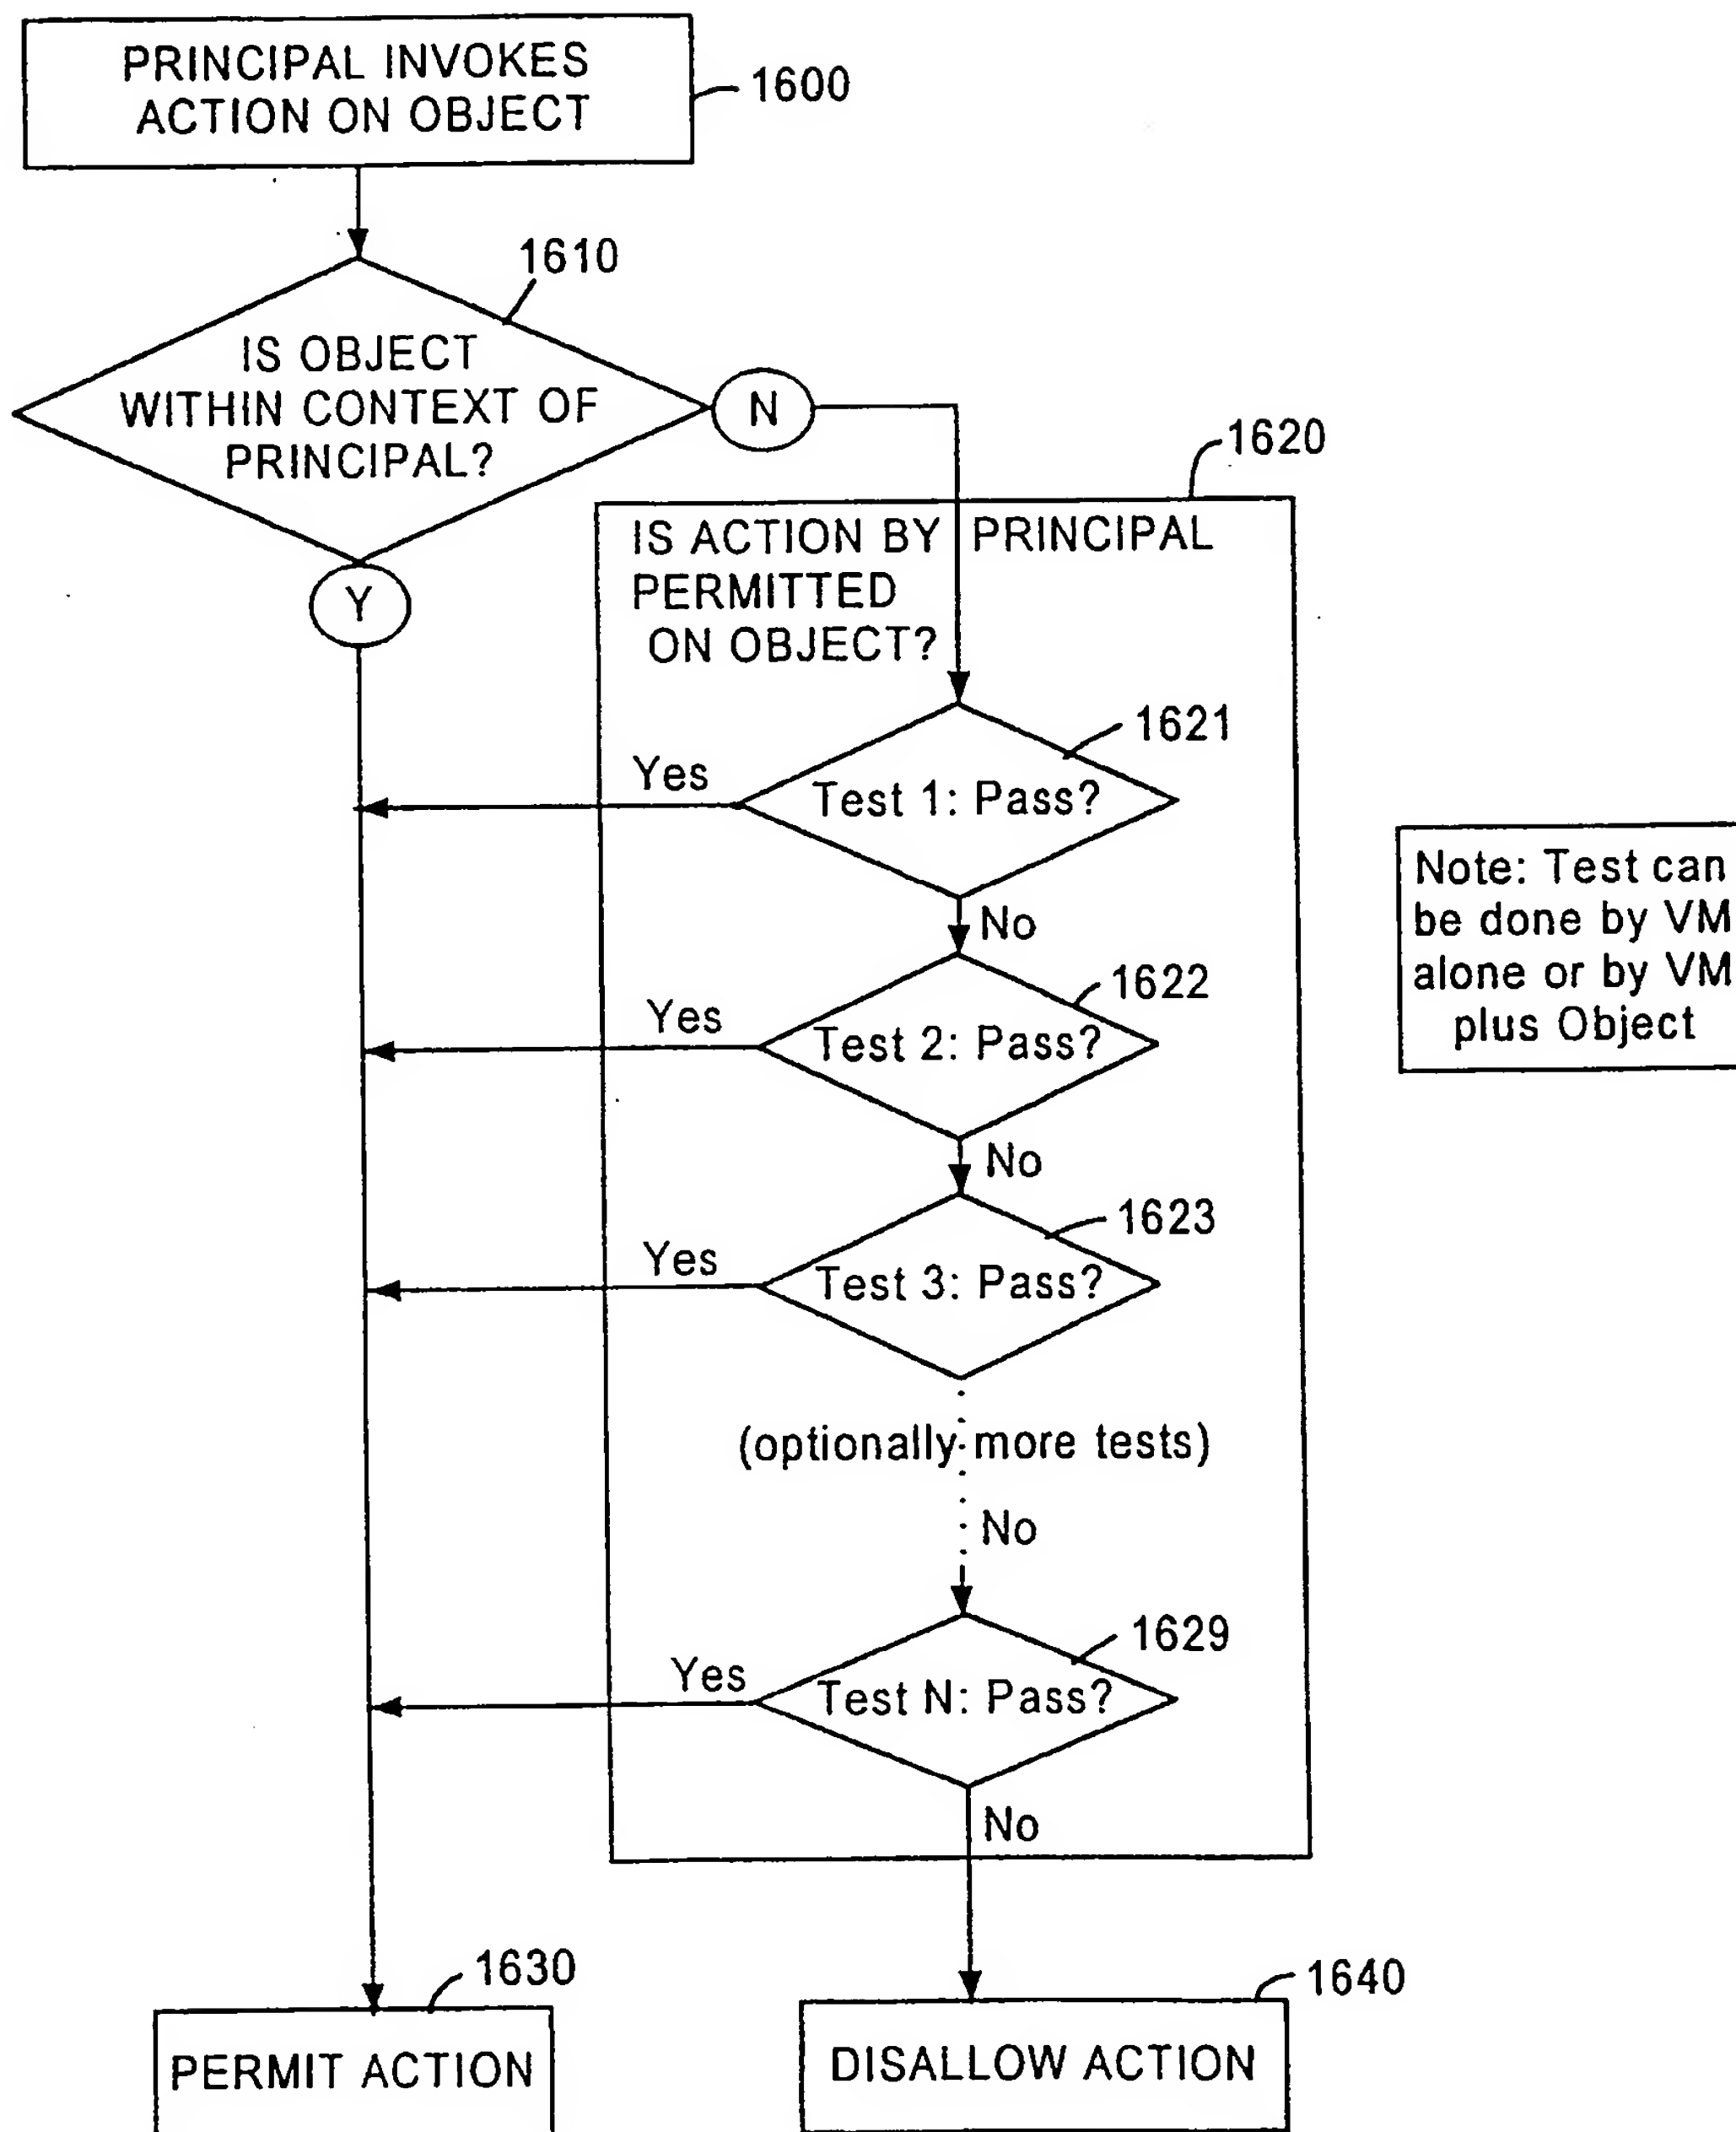 PRINCIPAL INVOKES
ACTION ON OBJECT
1600
1610
IS OBJECT
WITHIN CONTEXT OF
PRINCIPAL?
N
Y
1620
IS ACTION BY PRINCIPAL
PERMITTED
ON OBJECT?
1621
Yes
Test 1: Pass?
No
1622
Yes
Test 2: Pass?
No
1623
Yes
Test 3: Pass?
(optionally more tests)
No
1629
Yes
Test N: Pass?
No
Note: Test can
be done by VM
alone or by VM
plus Object
1630
PERMIT ACTION
1640
DISALLOW ACTION